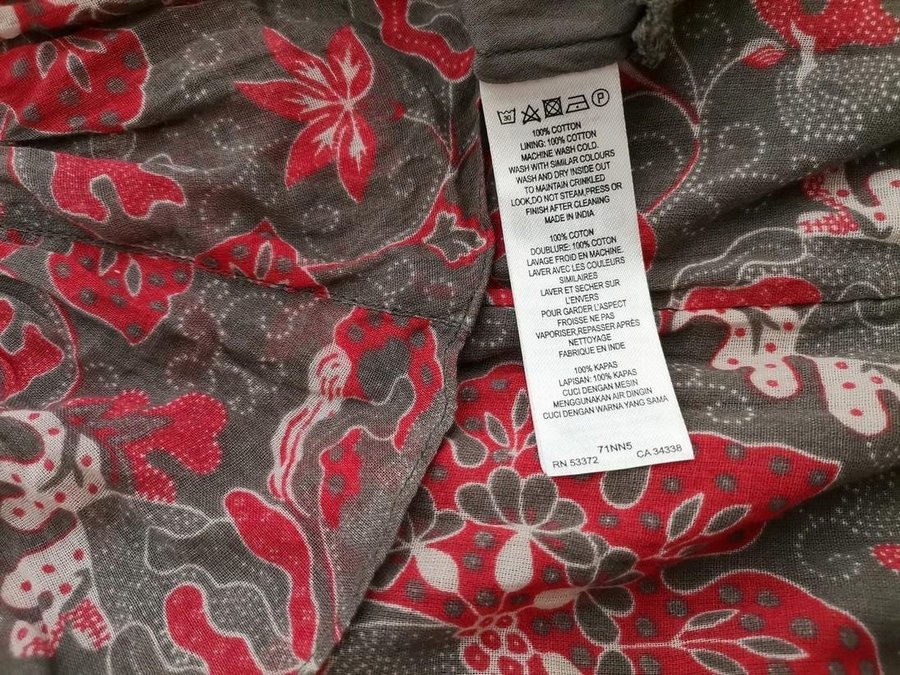 30 P
100% COTTON
LINING: 100% COTTON
MACHINE WASH COLD.
WASH WITH SIMILAR COLOURS
WASH AND DRY INSIDE OUT
TO MAINTAIN CRINKLED
LOOK,DO NOT STEAM,PRESS OR
FINISH AFTER CLEANING
MADE IN INDIA
100% COTON
DOUBLURE: 100% COTON
LAVAGE FROID EN MACHINE.
LAVER AVEC LES COULEURS
SIMILAIRES
LAVER ET SECHER SUR
L'ENVERS
POUR GARDER L'ASPECT
FROISSE NE PAS
VAPORISER,REPASSER APRÈS
NETTOYAGE
FABRIQUE EN INDE
100% KAPAS
LAPISAN: 100% KAPAS
CUCI DENGAN MESIN
MENGGUNAKAN AIR DINGIN
CUCI DENGAN WARNA YANG SAMA
71NN5
RN 53372 CA 34338